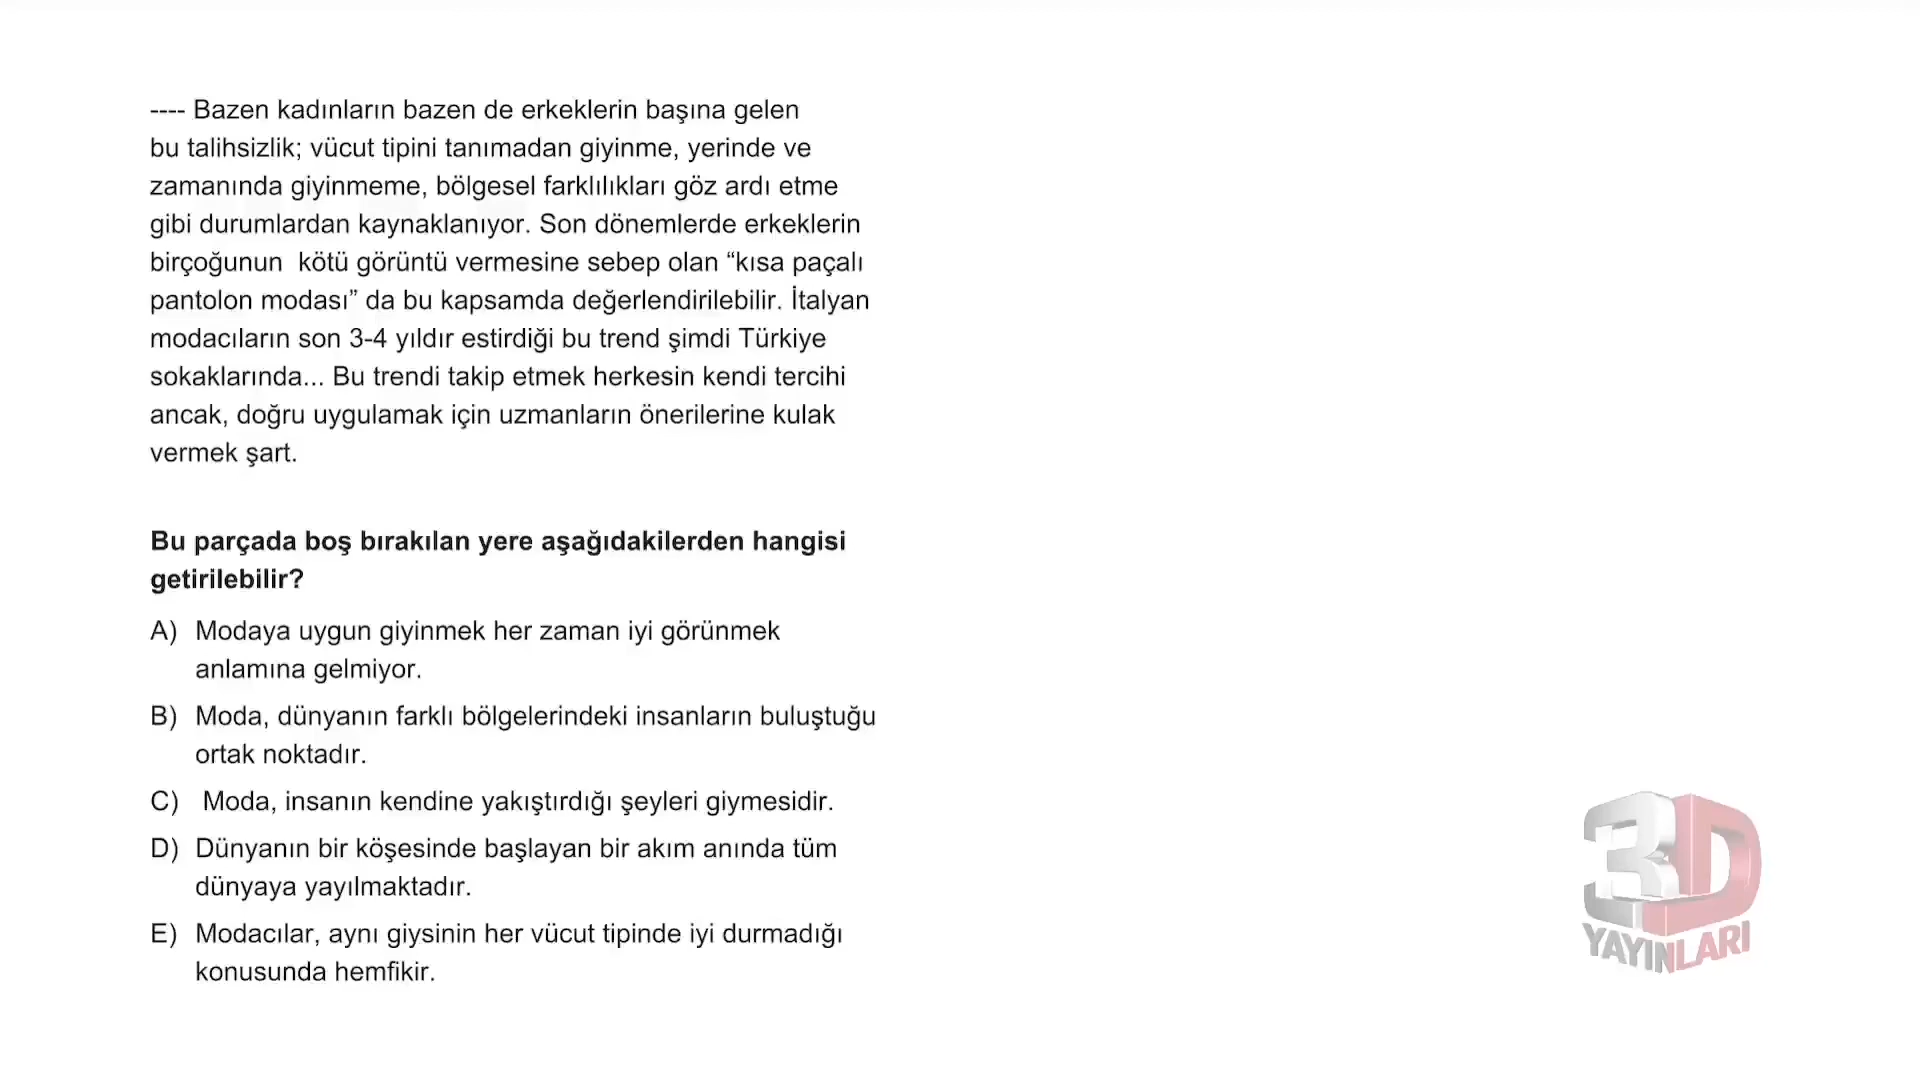 ---- Bazen kadınların bazen de erkeklerin başına gelen
bu talihsizlik; vücut tipini tanımadan giyinme, yerinde ve
zamanında giyinmeme, bölgesel farklılıkları göz ardı etme
gibi durumlardan kaynaklanıyor. Son dönemlerde erkeklerin
birçoğunun  kötü görüntü vermesine sebep olan “kısa paçalı
pantolon modası” da bu kapsamda değerlendirilebilir. İtalyan
modacıların son 3-4 yıldır estirdiği bu trend şimdi Türkiye
sokaklarında... Bu trendi takip etmek herkesin kendi tercihi
ancak, doğru uygulamak için uzmanların önerilerine kulak
vermek şart.
Bu parçada boş bırakılan yere aşağıdakilerden hangisi
getirilebilir?
A) Modaya uygun giyinmek her zaman iyi görünmek
anlamına gelmiyor.
B) Moda, dünyanın farklı bölgelerindeki insanların buluştuğu
ortak noktadır.
C) Moda, insanın kendine yakıştırdığı şeyleri giymesidir.
D) Dünyanın bir köşesinde başlayan bir akım anında tüm
dünyaya yayılmaktadır.
E) Modacılar, aynı giysinin her vücut tipinde iyi durmadığı
konusunda hemfikir.
3D
YAYINLARI